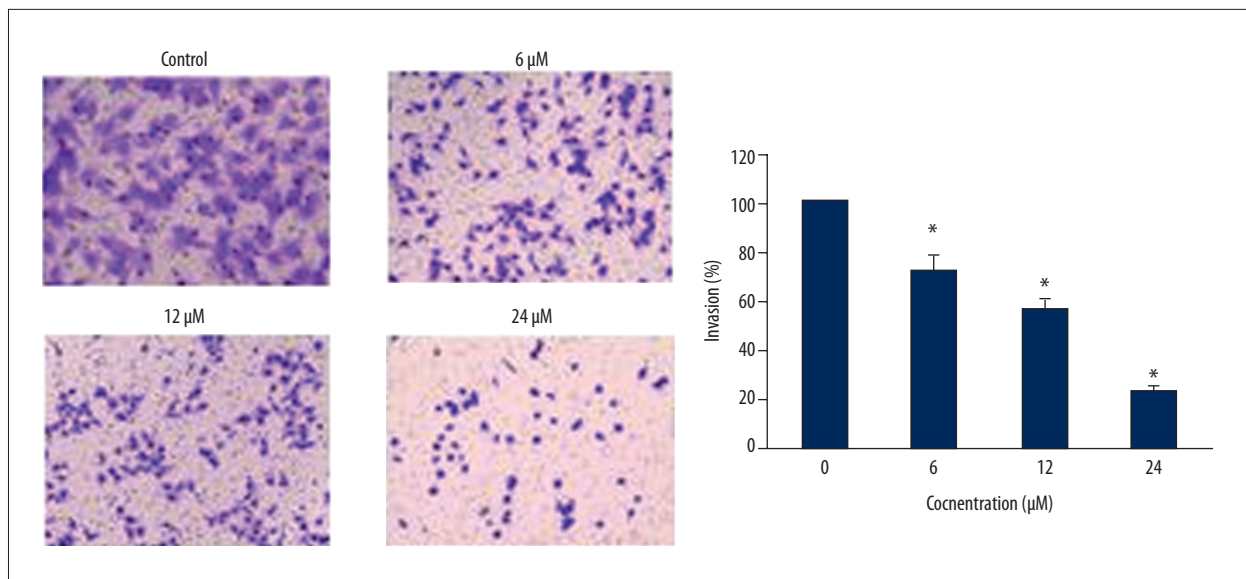 Control
6 µM
12 µM
24 µM
Invasion (%)
120
100
80
60
40
20
0
*
*
*
0 6 12 24
Cocnentration (µM)